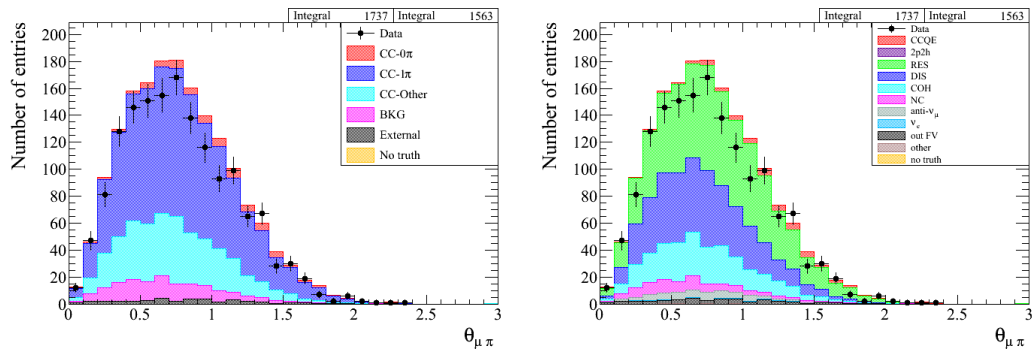 Integral 1737 Integral 1563
Number of entries
200
180
160
140
120
100
80
60
40
20
0
0 0.5 1 1.5 2 2.5 3
θμ π
Data
CC-0π
CC-1π
CC-Other
BKG
External
No truth
Integral 1737 Integral 1563
Number of entries
200
180
160
140
120
100
80
60
40
20
0
0 0.5 1 1.5 2 2.5 3
θμ π
Data
CCQE
2p2h
RES
DIS
COH
NC
anti-νμ
νe
out FV
other
no truth